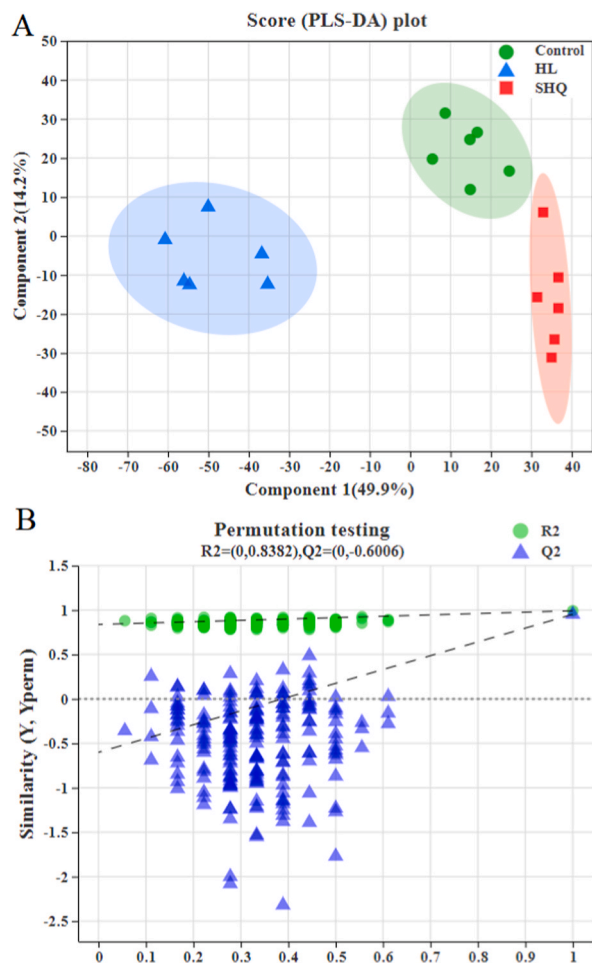 A
Score (PLS-DA) plot
Control
HL
SHQ
Component 2(14.2%)
50
40
30
20
10
0
-10
-20
-30
-40
-50
-80 -70 -60 -50 -40 -30 -20 -10 0 10 20 30 40
Component 1(49.9%)
B
Permutation testing
R2=(0,0.8382),Q2=(0,-0.6006)
R2
Q2
Similarity (Y, Yperm)
1.5
1
0.5
0
-0.5
-1
-1.5
-2
-2.5
0 0.1 0.2 0.3 0.4 0.5 0.6 0.7 0.8 0.9 1